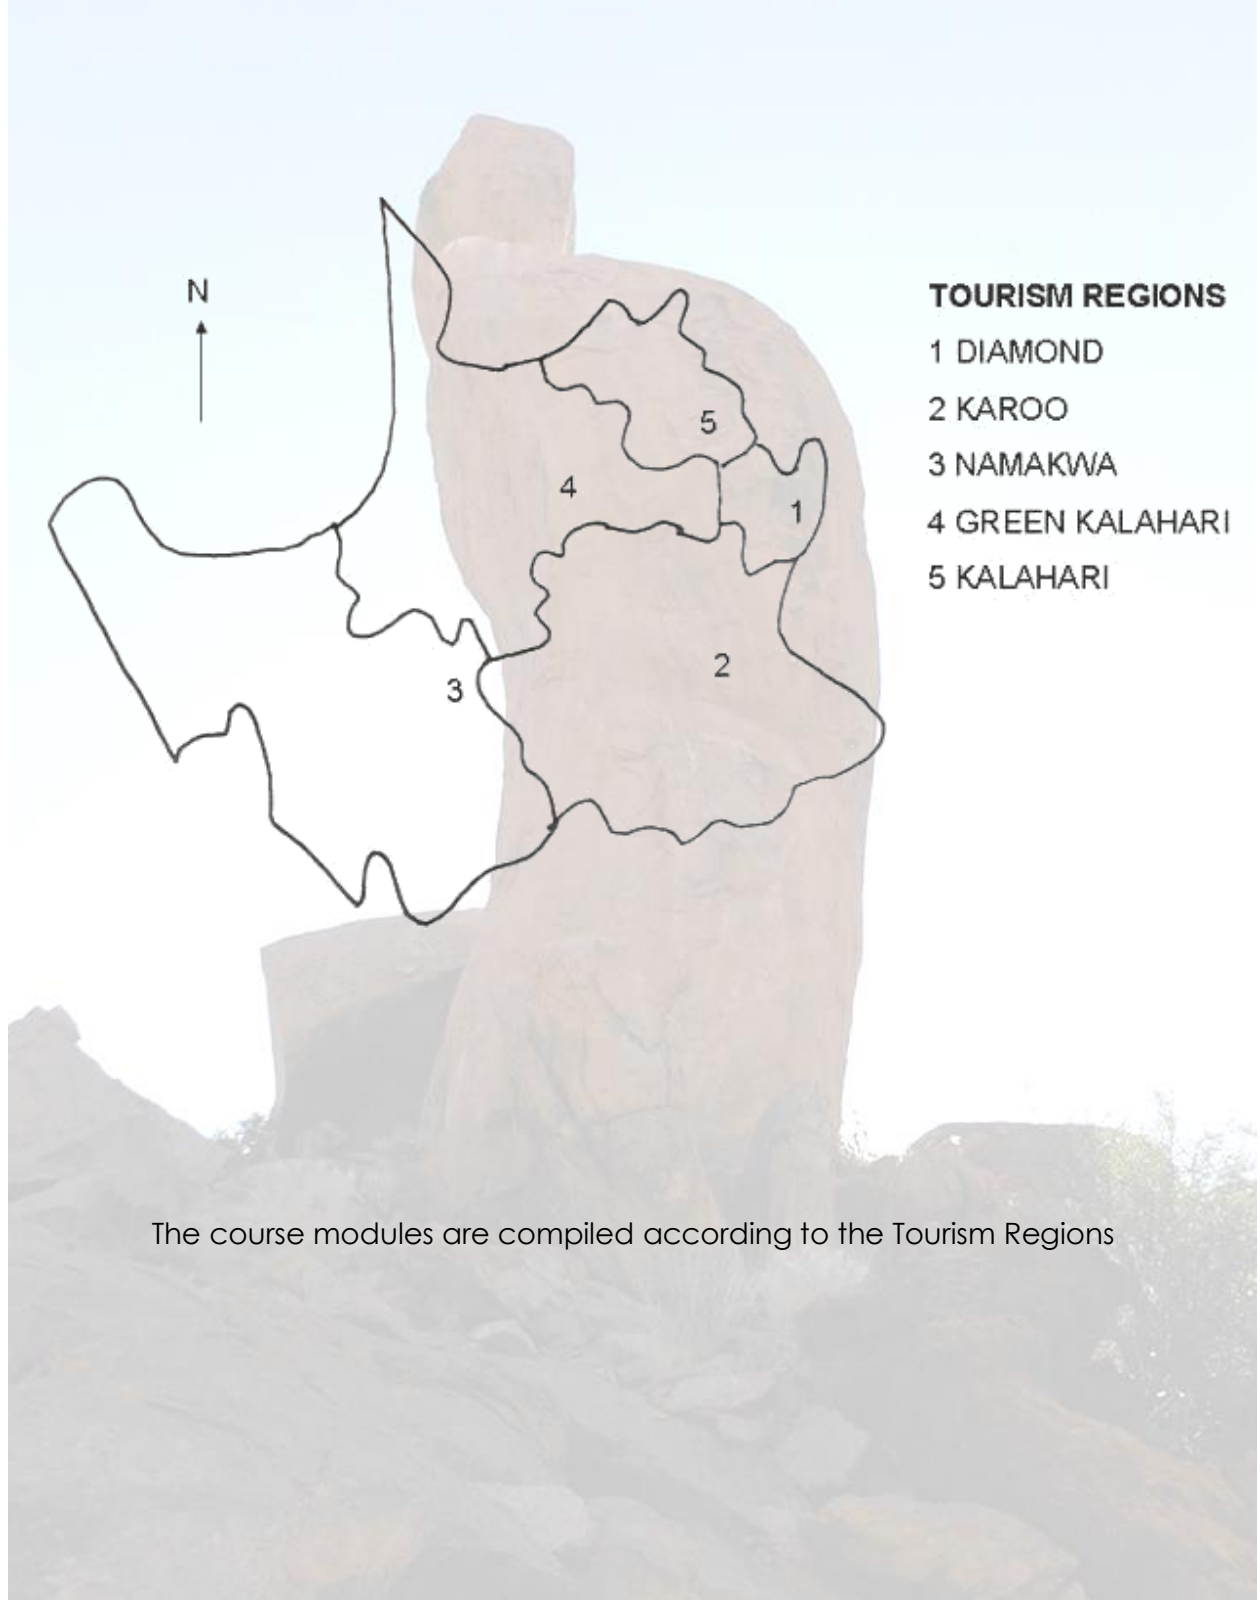 N
TOURISM REGIONS
1 DIAMOND
2 KAROO
3 NAMAKWA
4 GREEN KALAHARI
5 KALAHARI
5
4
1
2
3
The course modules are compiled according to the Tourism Regions